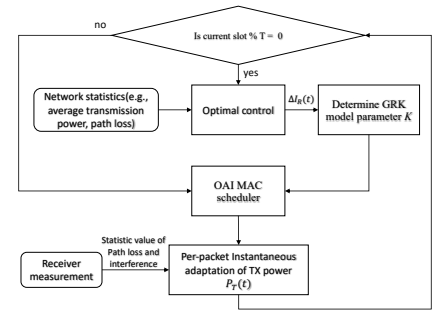 no
Is current slot % T = 0
yes
Network statistics(e.g.,
average transmission
power, path loss)
Optimal control
ΔI_R(t)
Determine GRK
model parameter K
OAI MAC
scheduler
Statistic value of
Path loss and
interference
Receiver
measurement
Per-packet Instantaneous
adaptation of TX power
P_T(t)